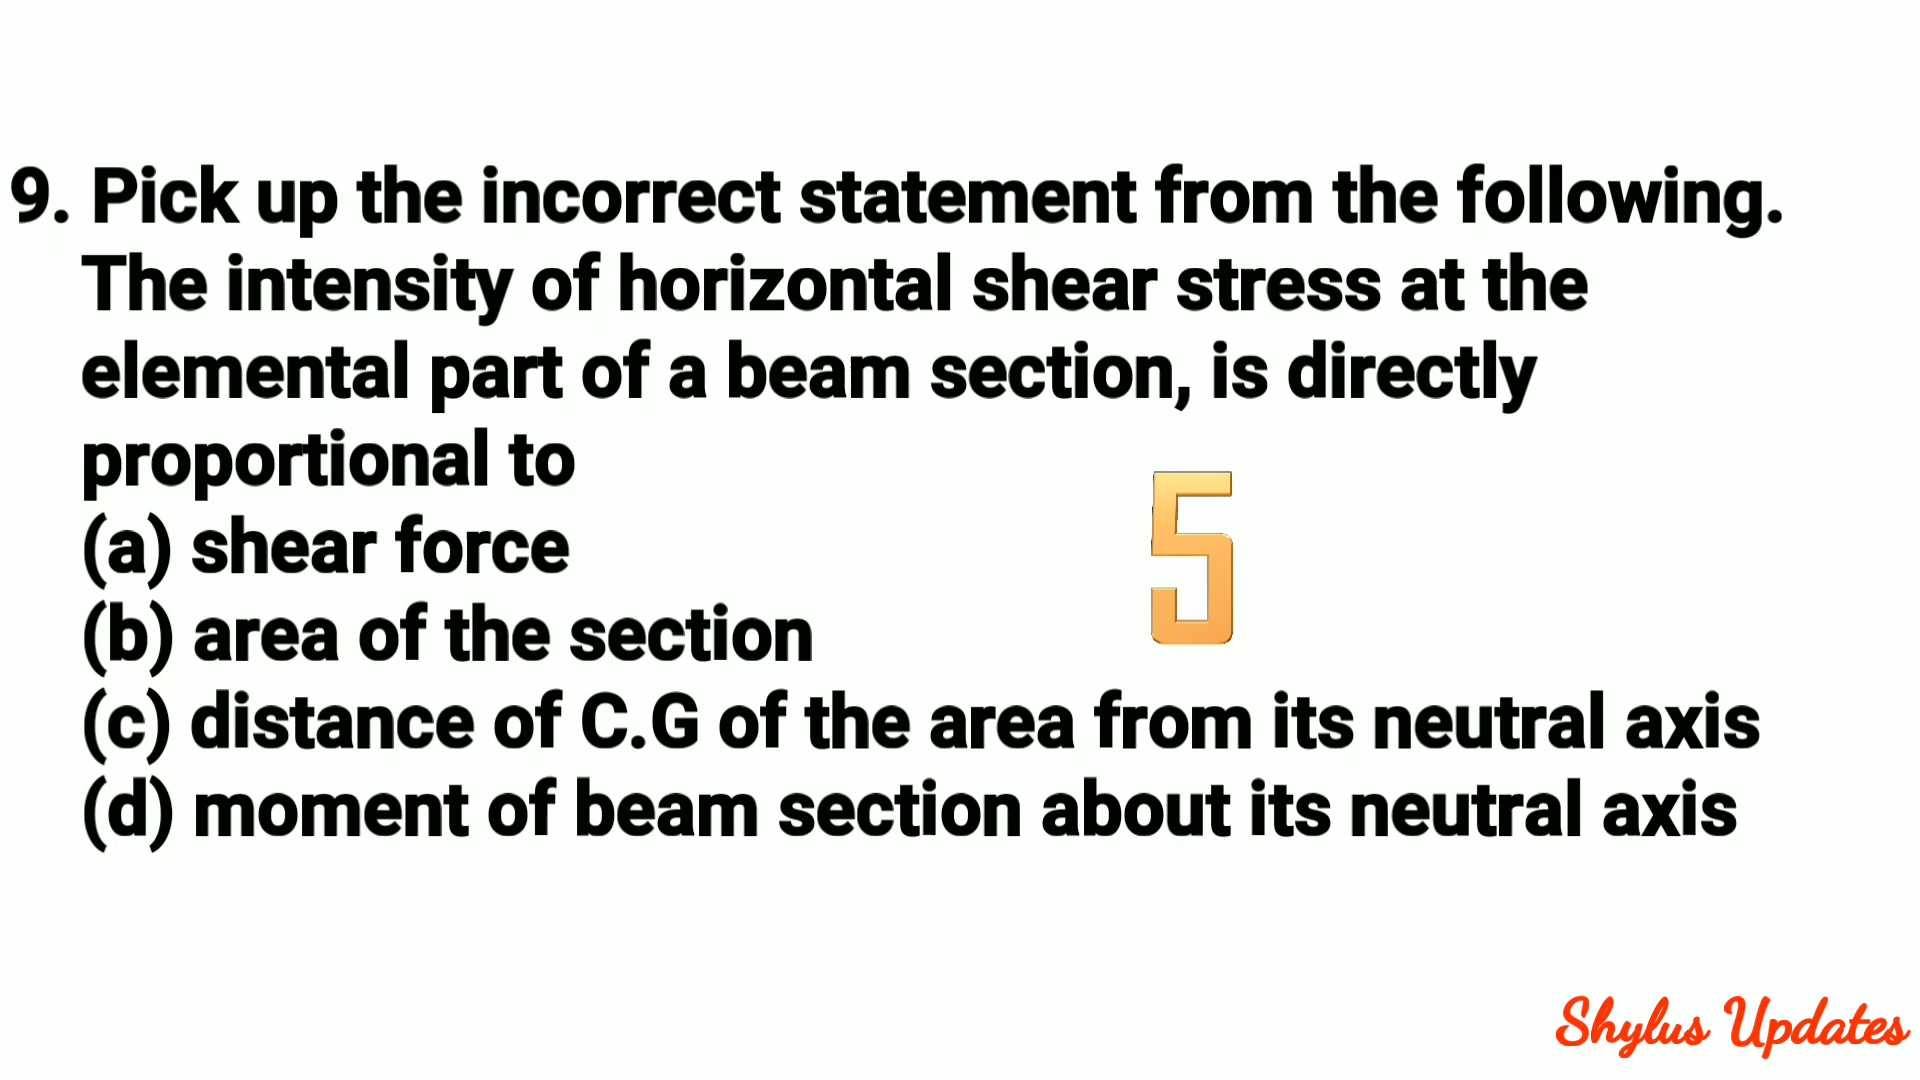 9. Pick up the incorrect statement from the following.
The intensity of horizontal shear stress at the
elemental part of a beam section, is directly
proportional to
(a) shear force
5
(b) area of the section
(c) distance of C.G of the area from its neutral axis
(d) moment of beam section about its neutral axis
Shylus Updates